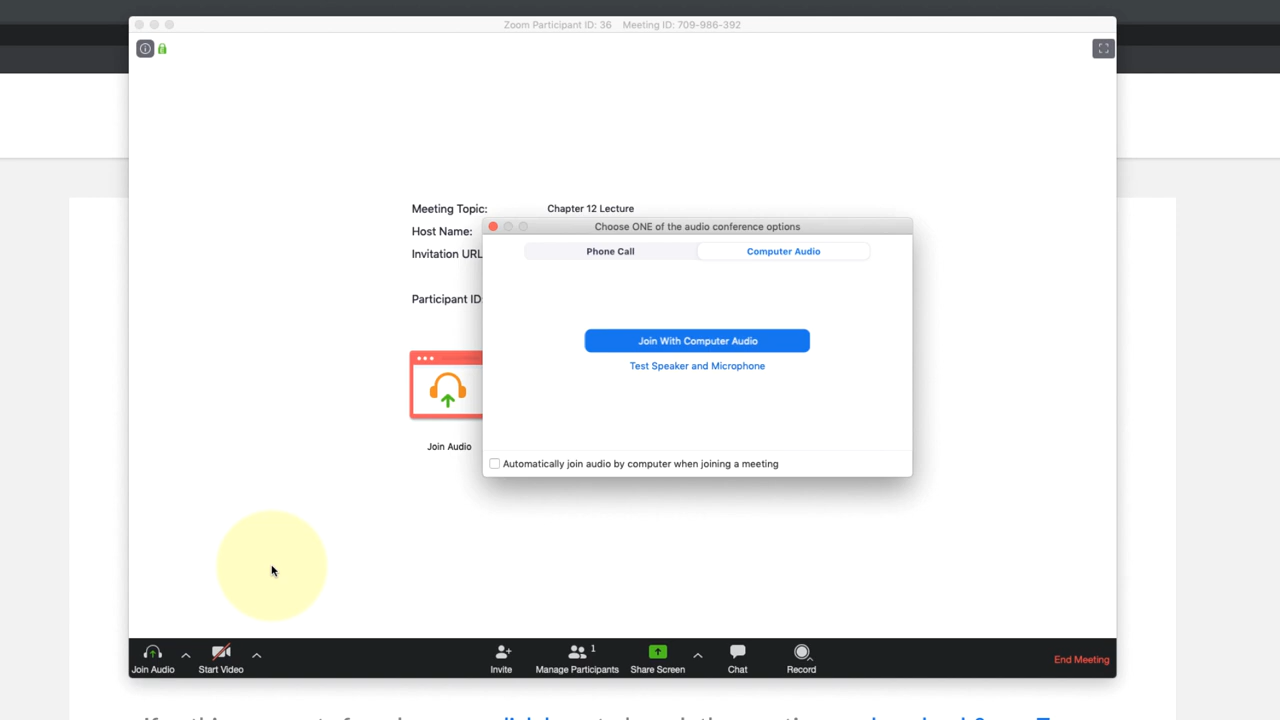 Zoom Participant ID: 36 Meeting ID: 709-986-392
Meeting Topic: Chapter 12 Lecture
Host Name:
Invitation URL
Participant ID
Choose ONE of the audio conference options
Phone Call Computer Audio
Join With Computer Audio
Test Speaker and Microphone
Automatically join audio by computer when joining a meeting
Join Audio
Join Audio Start Video Invite Manage Participants 1 Share Screen Chat Record End Meeting